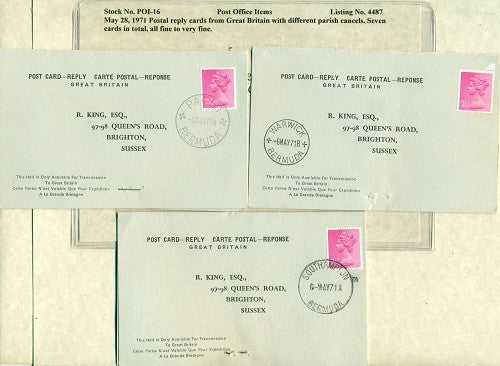 Stock No. POI-16 Post Office Items Listing No. 4487
May 28, 1971 Postal reply cards from Great Britain with different parish cancels. Seven
cards in total, all fine to very fine.
POST CARD—REPLY CARTE POSTAL—REPONSE
GREAT BRITAIN
BERMUDA
R. KING, ESQ.,
97-98 QUEEN'S ROAD,
BRIGHTON,
SUSSEX
This Half Is Only Available For Transmission
To Great Britain
Cette Partie N'est Valable Que Pour Expédition
A La Grande Bretagne
POST CARD—REPLY CARTE POSTAL—REPONSE
GREAT BRITAIN
WARWICK
-6MAY71B
BERMUDA
R. KING, ESQ.,
97-98 QUEEN'S ROAD,
BRIGHTON,
SUSSEX
This Half Is Only Available For Transmission
To Great Britain
Cette Partie N'est Valable Que Pour Expédition
A La Grande Bretagne
POST CARD—REPLY CARTE POSTAL—REPONSE
GREAT BRITAIN
SOUTHAMPTON
6-MAY71A
BERMUDA
R. KING, ESQ.,
97-98 QUEEN'S ROAD,
BRIGHTON,
SUSSEX
This Half Is Only Available For Transmission
To Great Britain
Cette Partie N'est Valable Que Pour Expédition
A La Grande Bretagne